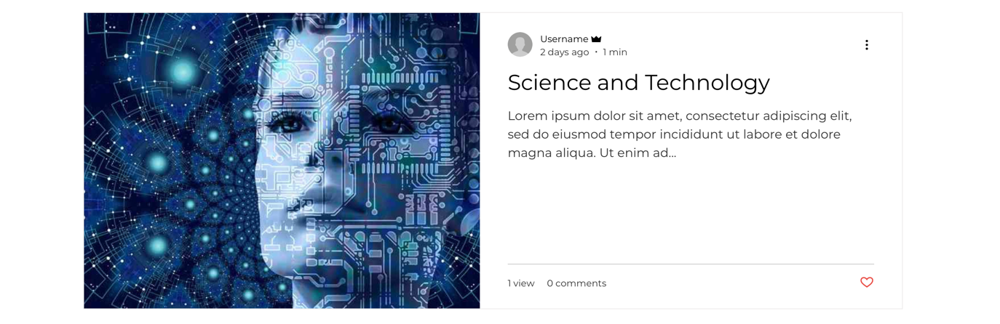 Username
2 days ago · 1 min
Science and Technology
Lorem ipsum dolor sit amet, consectetur adipiscing elit,
sed do eiusmod tempor incididunt ut labore et dolore
magna aliqua. Ut enim ad...
1 view 0 comments